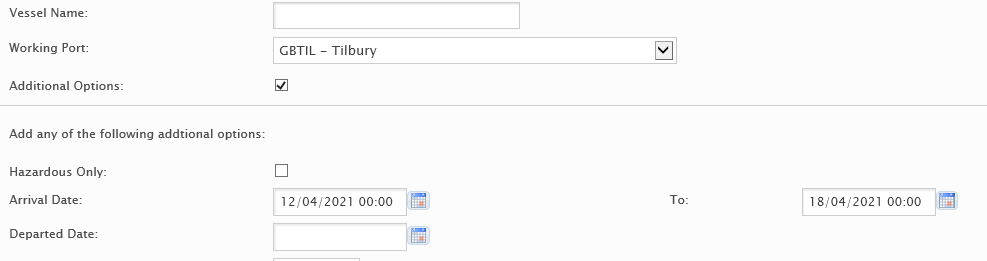 Vessel Name:
Working Port: GBTIL - Tilbury
Additional Options:
Add any of the following addtional options:
Hazardous Only:
Arrival Date: 12/04/2021 00:00 To: 18/04/2021 00:00
Departed Date: